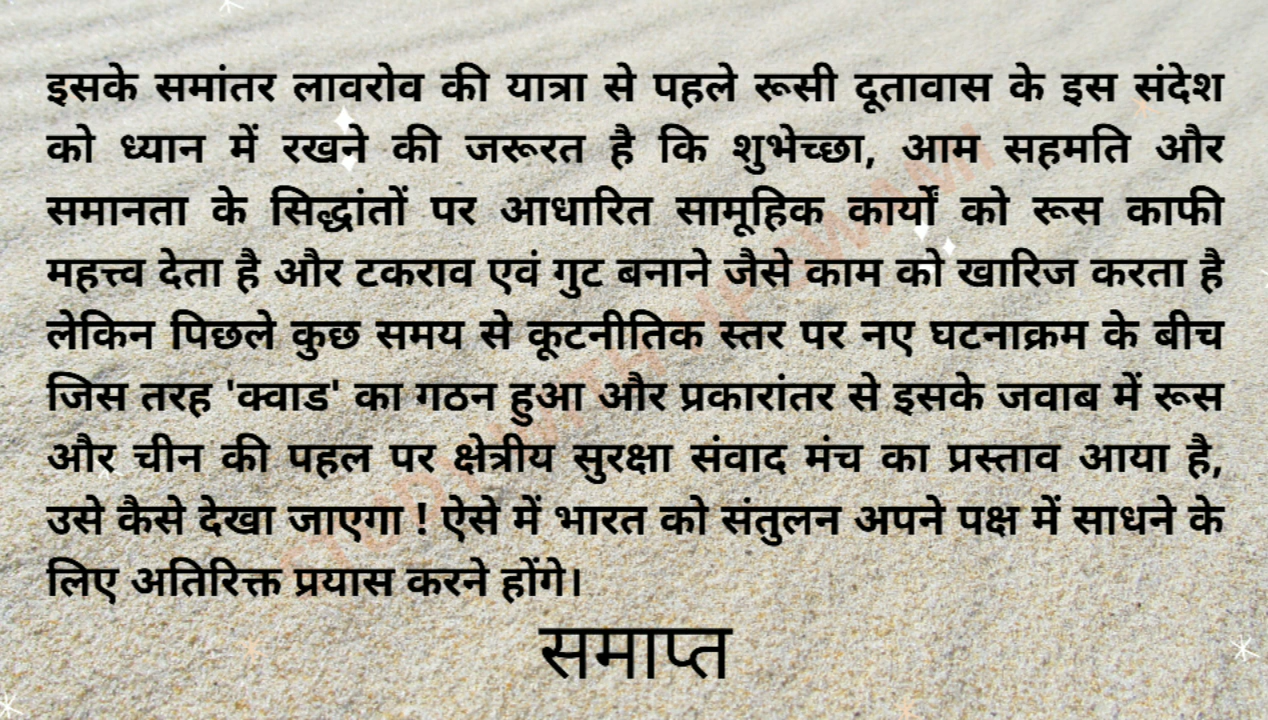 इसके समांतर लावरोव की यात्रा से पहले रूसी दूतावास के इस संदेश
को ध्यान में रखने की जरूरत है कि शुभेच्छा, आम सहमति और
समानता के सिद्धांतों पर आधारित सामूहिक कार्यों को रूस काफी
महत्त्व देता है और टकराव एवं गुट बनाने जैसे काम को खारिज करता है
लेकिन पिछले कुछ समय से कूटनीतिक स्तर पर नए घटनाक्रम के बीच
जिस तरह 'क्वाड' का गठन हुआ और प्रकारांतर से इसके जवाब में रूस
और चीन की पहल पर क्षेत्रीय सुरक्षा संवाद मंच का प्रस्ताव आया है,
उसे कैसे देखा जाएगा ! ऐसे में भारत को संतुलन अपने पक्ष में साधने के
लिए अतिरिक्त प्रयास करने होंगे।
समाप्त